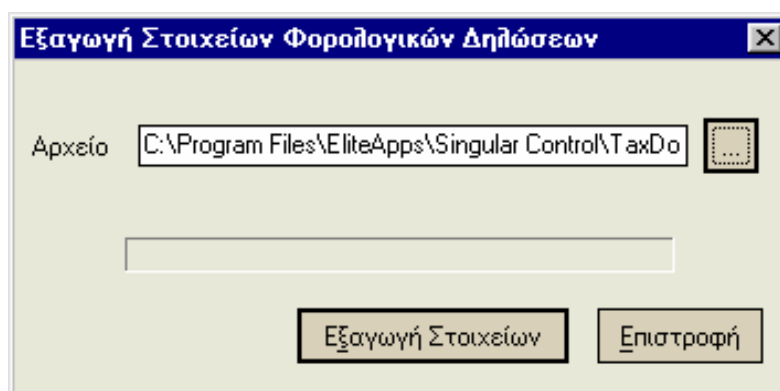 Εξαγωγή Στοιχείων Φορολογικών Δηλώσεων
Αρχείο C:\Program Files\EliteApps\Singular Control\TaxDo ...
Εξαγωγή Στοιχείων Επιστροφή